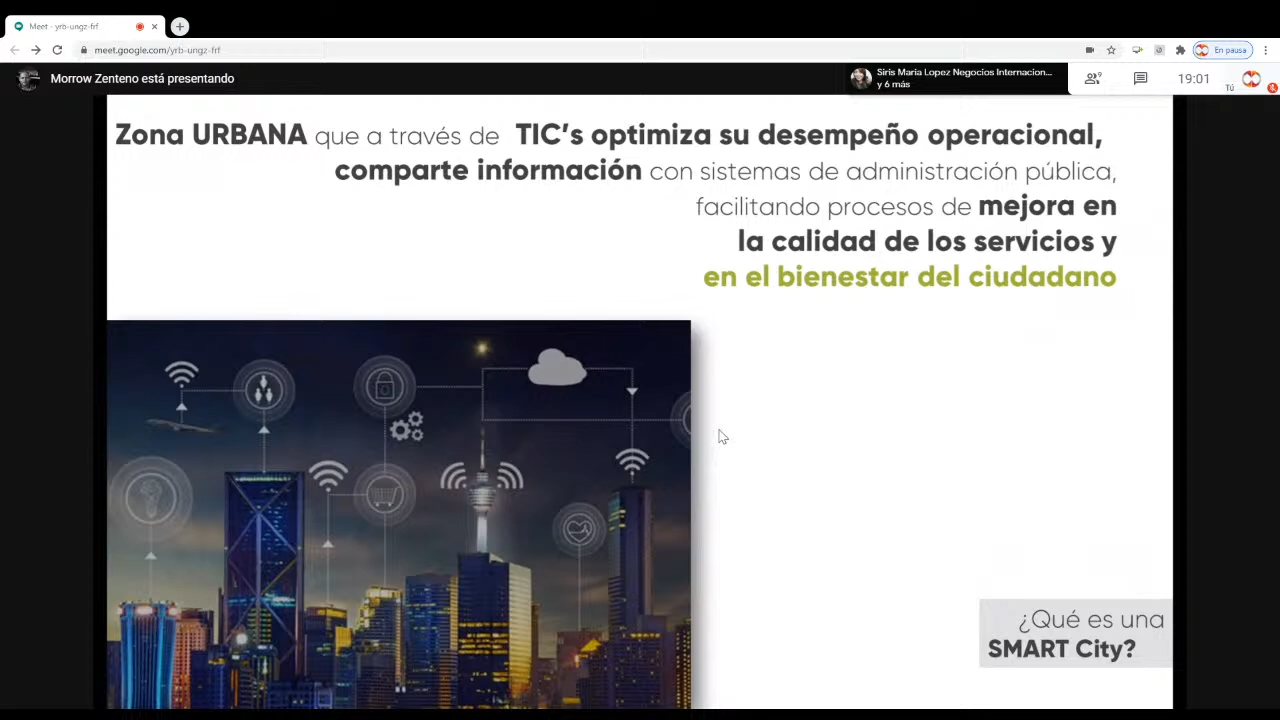 Meet - yrb-ungz-frf
meet.google.com/yrb-ungz-frf
En pausa
Morrow Zenteno está presentando
Siris Maria Lopez Negocios Internacion...
y 6 más
9
19:01
Tú
Zona URBANA que a través de TIC's optimiza su desempeño operacional,
comparte información con sistemas de administración pública,
facilitando procesos de mejora en
la calidad de los servicios y
en el bienestar del ciudadano
¿Qué es una
SMART City?